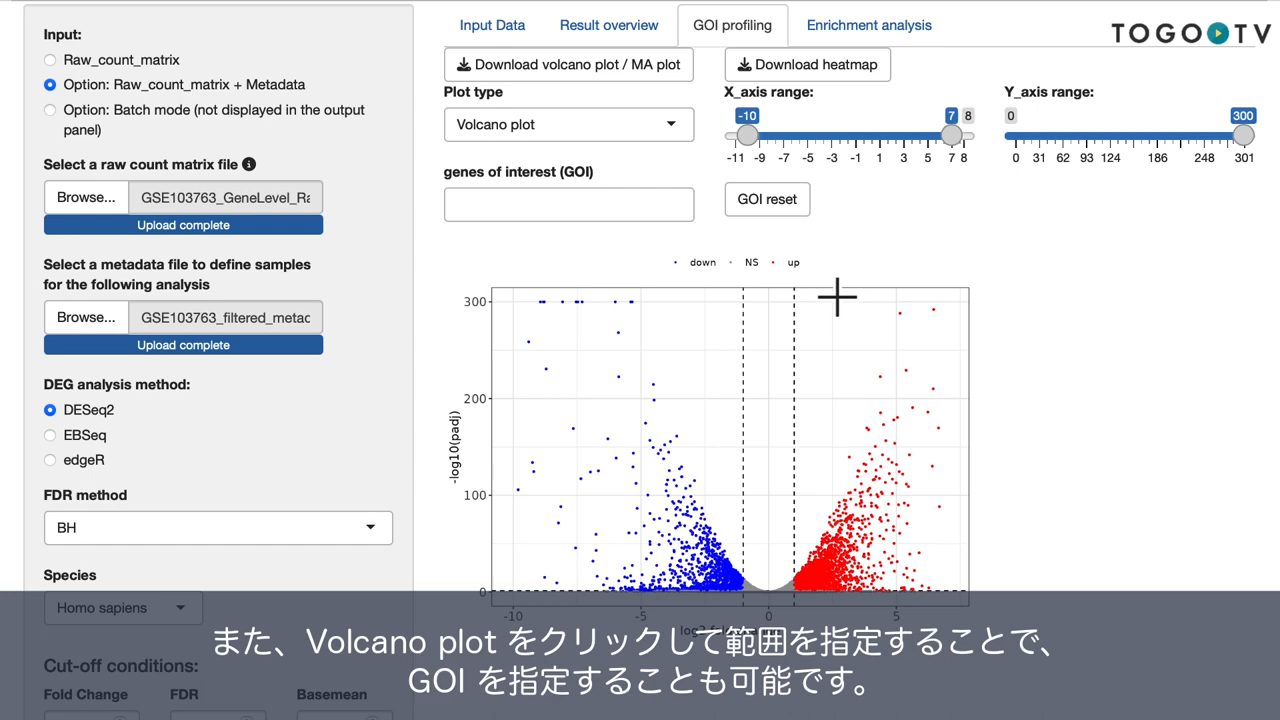 Input Data
Result overview
GOI profiling
Enrichment analysis
TOGO TV
Input:
Raw_count_matrix
Option: Raw_count_matrix + Metadata
Option: Batch mode (not displayed in the output
panel)
Select a raw count matrix file
Browse...
GSE103763_GeneLevel_Ra
Upload complete
Select a metadata file to define samples
for the following analysis
Browse...
GSE103763_filtered_metac
Upload complete
DEG analysis method:
DESeq2
EBSeq
edgeR
FDR method
BH
Species
Homo sapiens
Cut-off conditions:
Fold Change
FDR
Basemean
Download volcano plot / MA plot
Download heatmap
Plot type
Volcano plot
X_axis range:
-10 7 8
-11 -9 -7 -5 -3 -1 1 3 5 7 8
Y_axis range:
0 300
0 31 62 93 124 186 248 301
genes of interest (GOI)
GOI reset
down NS up
300
200
100
0
-log10(padj)
-10 -5 0 5
また、Volcano plot をクリックして範囲を指定することで、
GOI を指定することも可能です。